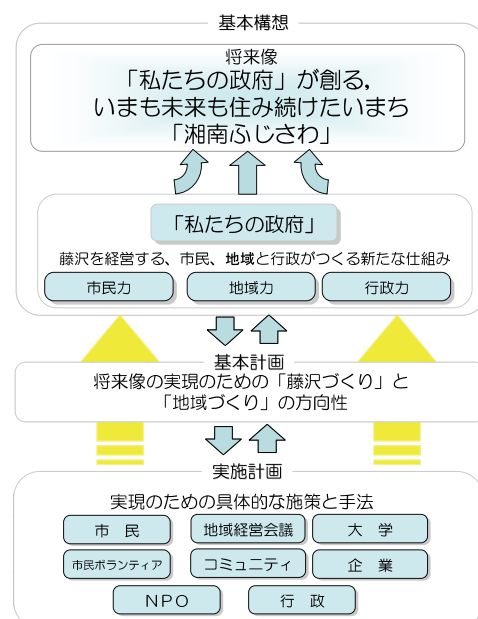 基本構想
将来像
「私たちの政府」が創る,
いまも未来も住み続けたいまち
「湘南ふじさわ」
「私たちの政府」
藤沢を経営する、市民、地域と行政がつくる新たな仕組み
市民力
地域力
行政力
基本計画
将来像の実現のための「藤沢づくり」と
「地域づくり」の方向性
実施計画
実現のための具体的な施策と手法
市　民
地域経営会議
大　学
市民ボランティア
コミュニティ
企　業
ＮＰＯ
行　政